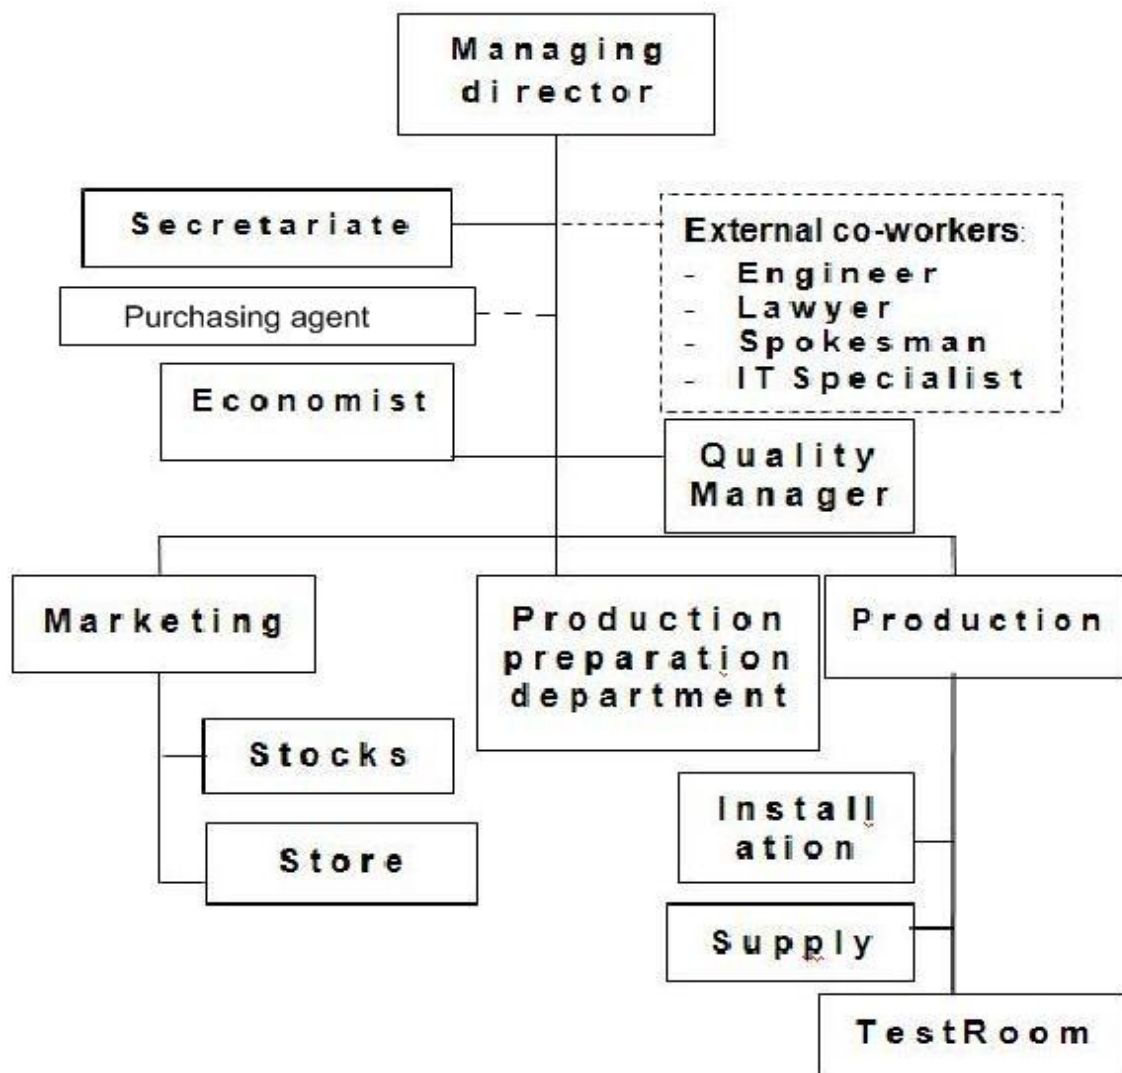 Managing
director
Secretariate
External co-workers:
- Engineer
- Lawyer
- Spokesman
- IT Specialist
Purchasing agent
Economist
Quality
Manager
Marketing
Production
preparation
department
Production
Stocks
Store
Install
ation
Supply
TestRoom